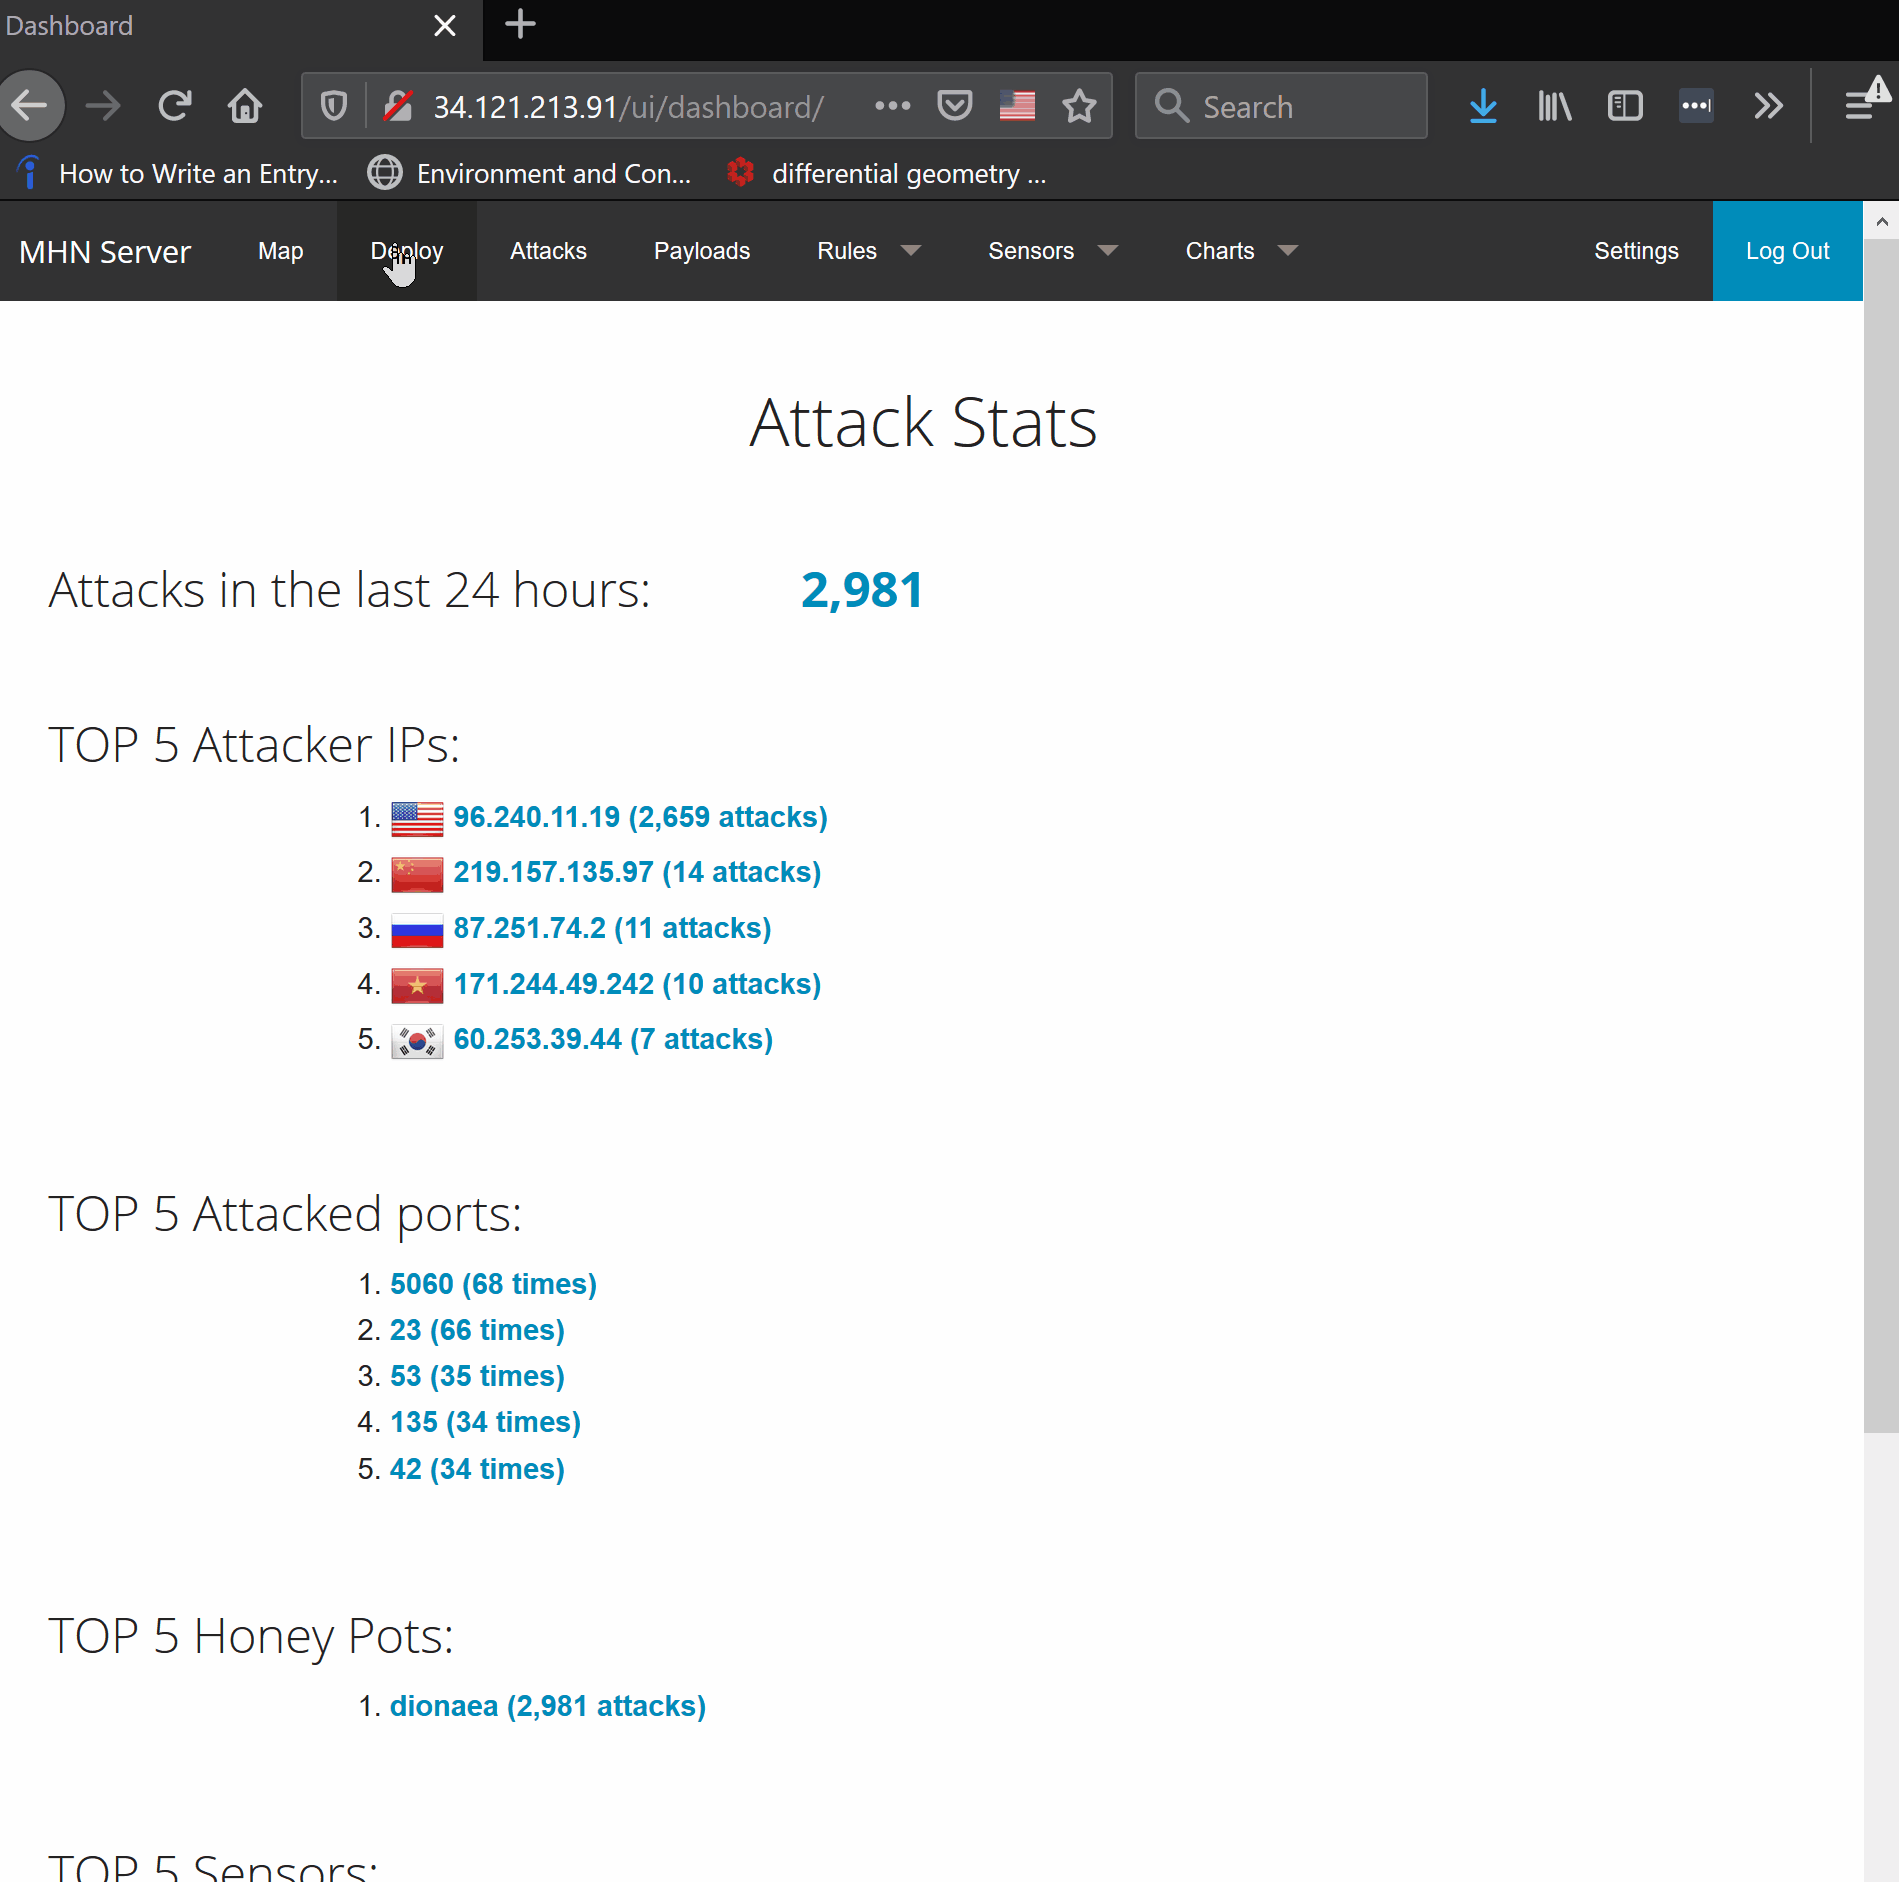 Dashboard
34.121.213.91/ui/dashboard/
Search
How to Write an Entry...
Environment and Con...
differential geometry ...
MHN Server Map Deploy Attacks Payloads Rules Sensors Charts Settings Log Out
Attack Stats
Attacks in the last 24 hours: 2,981
TOP 5 Attacker IPs:
1. 96.240.11.19 (2,659 attacks)
2. 219.157.135.97 (14 attacks)
3. 87.251.74.2 (11 attacks)
4. 171.244.49.242 (10 attacks)
5. 60.253.39.44 (7 attacks)
TOP 5 Attacked ports:
1. 5060 (68 times)
2. 23 (66 times)
3. 53 (35 times)
4. 135 (34 times)
5. 42 (34 times)
TOP 5 Honey Pots:
1. dionaea (2,981 attacks)
TOP 5 Sensors: